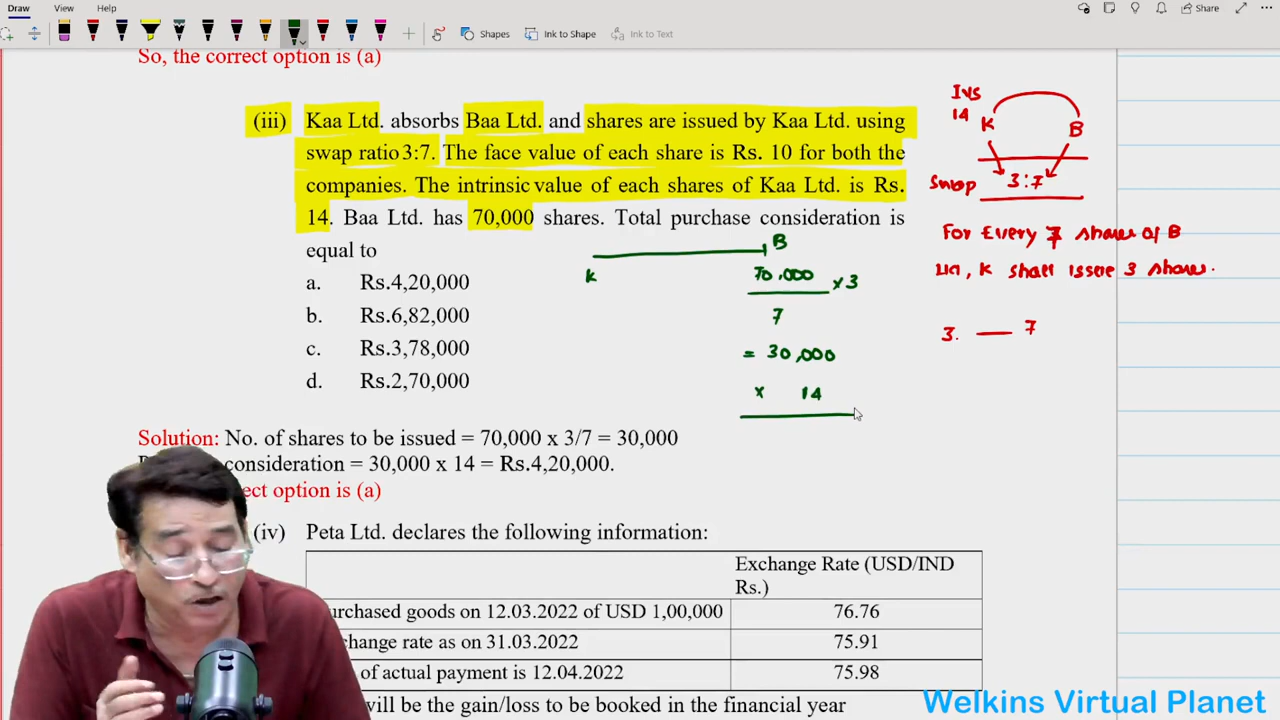 Draw View Help
Share
Shapes Ink to Shape Ink to Text
So, the correct option is (a)
(iii) Kaa Ltd. absorbs Baa Ltd. and shares are issued by Kaa Ltd. using
swap ratio 3:7. The face value of each share is Rs. 10 for both the
companies. The intrinsic value of each shares of Kaa Ltd. is Rs.
14. Baa Ltd. has 70,000 shares. Total purchase consideration is
equal to
a. Rs.4,20,000
b. Rs.6,82,000
c. Rs.3,78,000
d. Rs.2,70,000
K B
70,000 × 3
7
= 30,000
× 14
14
K B
Swap 3:7
For Every 7 shares of B
K shall issue 3 shares.
3. — 7
Solution: No. of shares to be issued = 70,000 x 3/7 = 30,000
consideration = 30,000 x 14 = Rs.4,20,000.
ect option is (a)
(iv) Peta Ltd. declares the following information:
Exchange Rate (USD/IND
Rs.)
urchased goods on 12.03.2022 of USD 1,00,000 76.76
change rate as on 31.03.2022 75.91
of actual payment is 12.04.2022 75.98
will be the gain/loss to be booked in the financial year
Welkins Virtual Planet